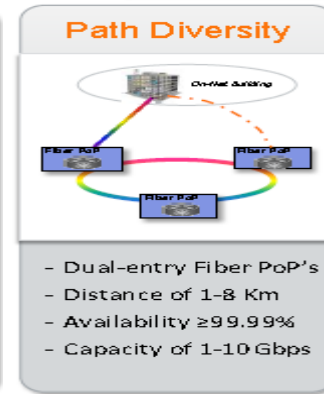 Path Diversity
On-Net Building
Fiber PoP
Fiber PoP
Fiber PoP
- Dual-entry Fiber PoP's
- Distance of 1-8 Km
- Availability ≥99.99%
- Capacity of 1-10 Gbps